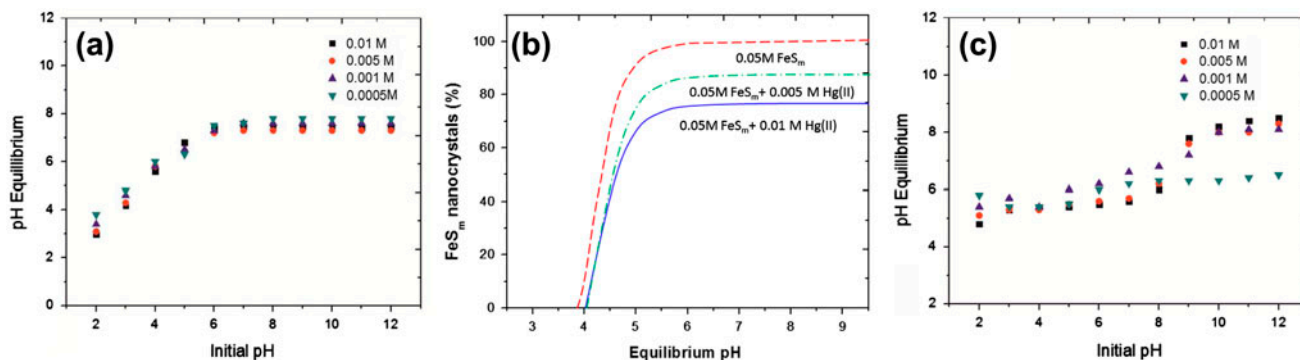 (a)
0.01 M
0.005 M
0.001 M
0.0005M
12
10
8
6
4
2
0
pH Equillibrium
2 4 6 8 10 12
Initial pH
(b)
100
80
60
40
20
0
FeSm nanocrystals (%)
0.05M FeSm
0.05M FeSm+ 0.005 M Hg(II)
0.05M FeSm+ 0.01 M Hg(II)
3 4 5 6 7 8 9
Equilibrium pH
(c)
0.01 M
0.005 M
0.001 M
0.0005 M
12
10
8
6
4
2
pH Equilibrium
2 4 6 8 10 12
Initial pH